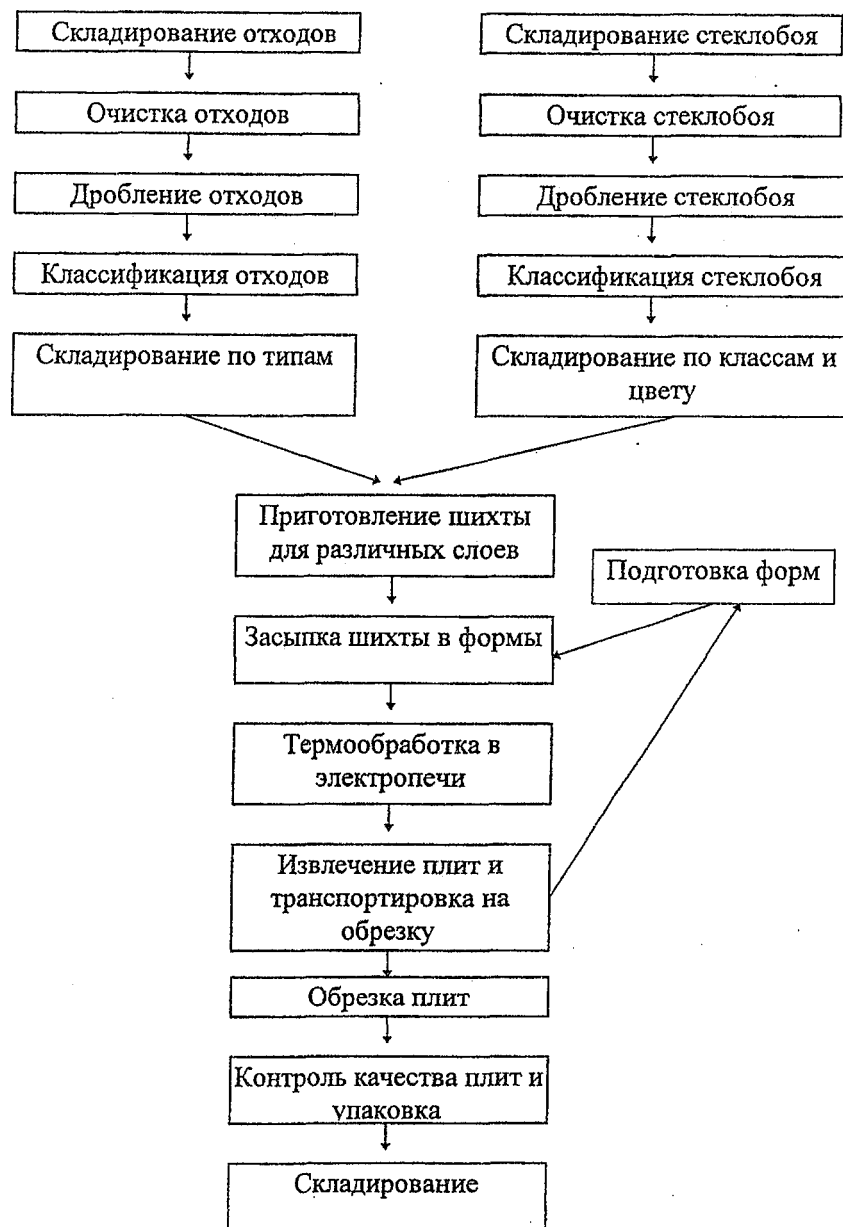 Складирование отходов
Очистка отходов
Дробление отходов
Классификация отходов
Складирование по типам
Складирование стеклобоя
Очистка стеклобоя
Дробление стеклобоя
Классификация стеклобоя
Складирование по классам и
цвету
Приготовление шихты
для различных слоев
Подготовка форм
Засыпка шихты в формы
Термообработка в
электропечи
Извлечение плит и
транспортировка на
обрезку
Обрезка плит
Контроль качества плит и
упаковка
Складирование